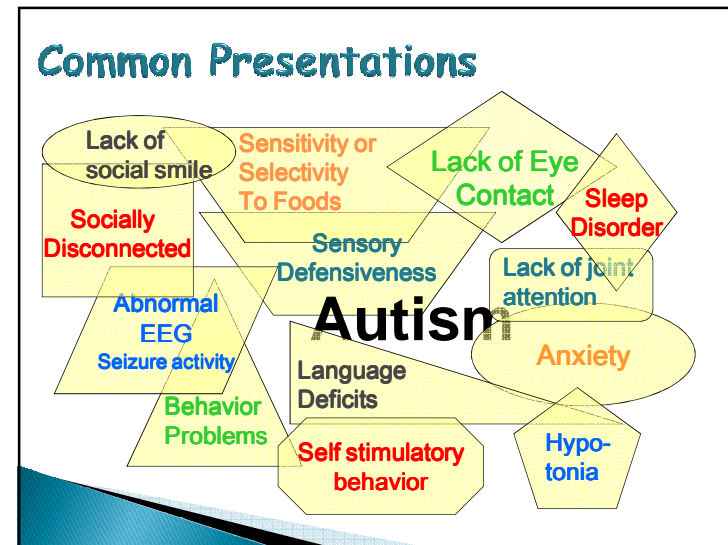 Common Presentations
Lack of
social smile
Sensitivity or
Selectivity
To Foods
Lack of Eye
Contact
Sleep
Disorder
Socially
Disconnected
Sensory
Defensiveness
Lack of joint
attention
Abnormal
EEG
Seizure activity
Autism
Anxiety
Language
Deficits
Behavior
Problems
Self stimulatory
behavior
Hypo-
tonia